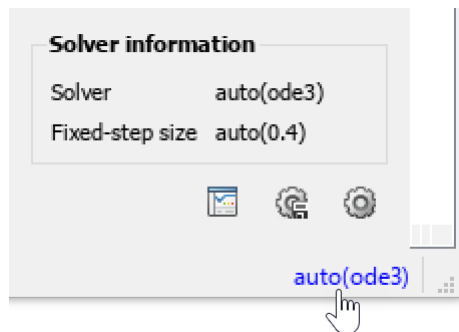 Solver information
Solver auto(ode3)
Fixed-step size auto(0.4)
auto(ode3)